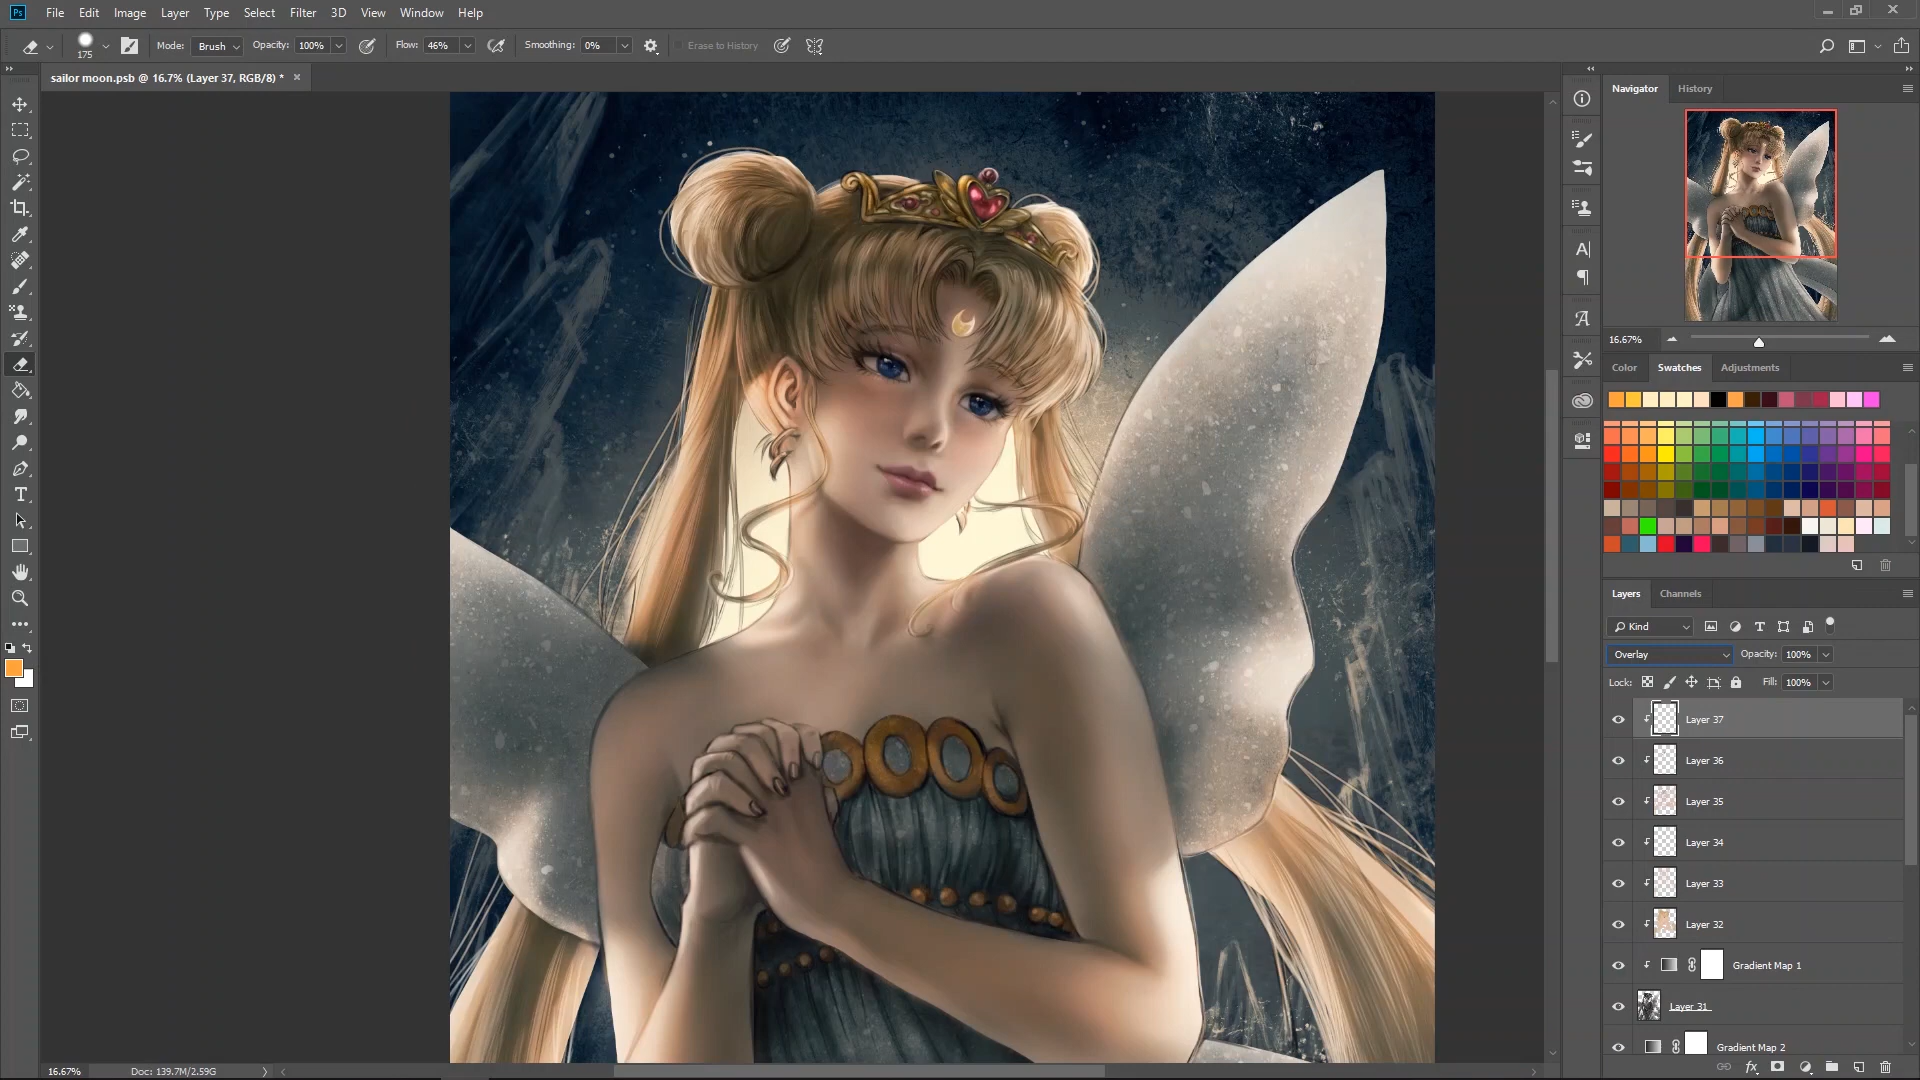 Ps File Edit Image Layer Type Select Filter 3D View Window Help
175 Mode: Brush Opacity: 100% Flow: 46% Smoothing: 0% Erase to History
sailor moon.psb @ 16.7% (Layer 37, RGB/8) * ×
Navigator History
16.67%
Color Swatches Adjustments
Layers Channels
Kind
Overlay Opacity: 100%
Lock: Fill: 100%
Layer 37
Layer 36
Layer 35
Layer 34
Layer 33
Layer 32
Gradient Map 1
Layer 31
Gradient Map 2
16.67% Doc: 139.7M/2.59G